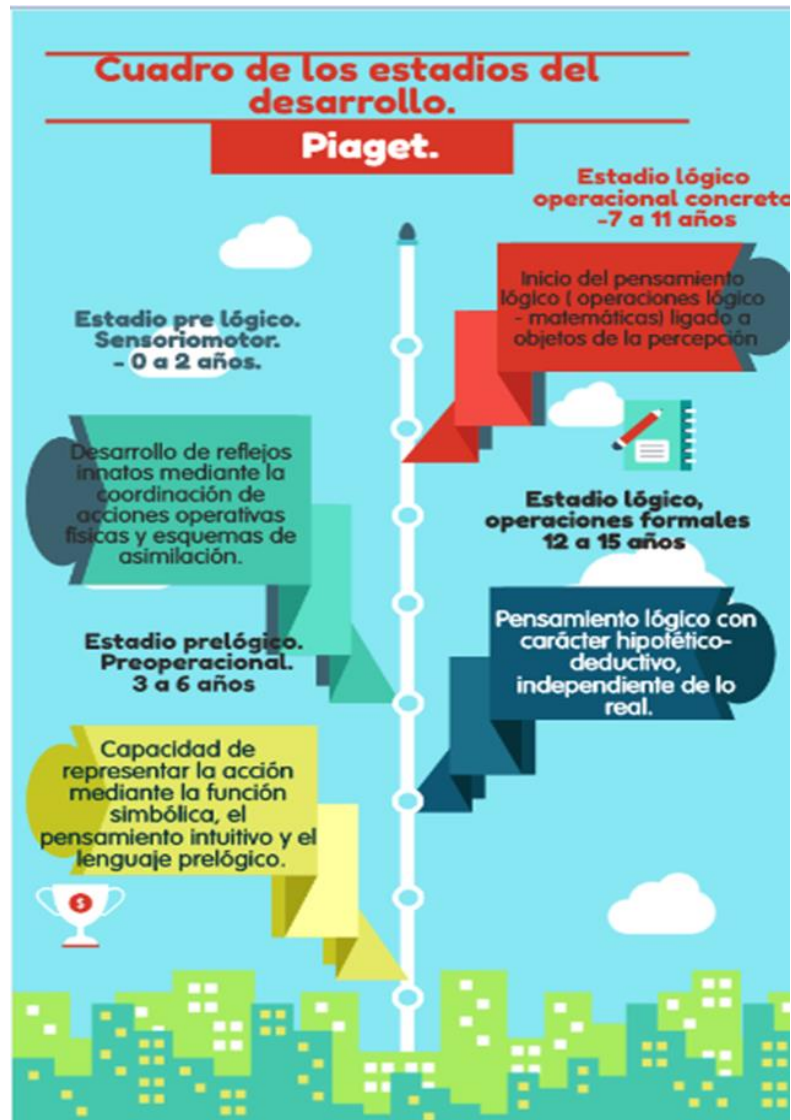 Cuadro de los estadios del
desarrollo.
Piaget.
Estadio pre lógico.
Sensoriomotor.
- 0 a 2 años.
Desarrollo de reflejos
innatos mediante la
coordinación de
acciones operativas
físicas y esquemas de
asimilación.
Estadio prelógico.
Preoperacional.
3 a 6 años
Capacidad de
representar la acción
mediante la función
simbólica, el
pensamiento intuitivo y el
lenguaje prelógico.
$
Estadio lógico
operacional concreto
-7 a 11 años
Inicio del pensamiento
lógico ( operaciones lógico
- matemáticas) ligado a
objetos de la percepción
Estadio lógico,
operaciones formales
12 a 15 años
Pensamiento lógico con
carácter hipotético-
deductivo,
independiente de lo
real.